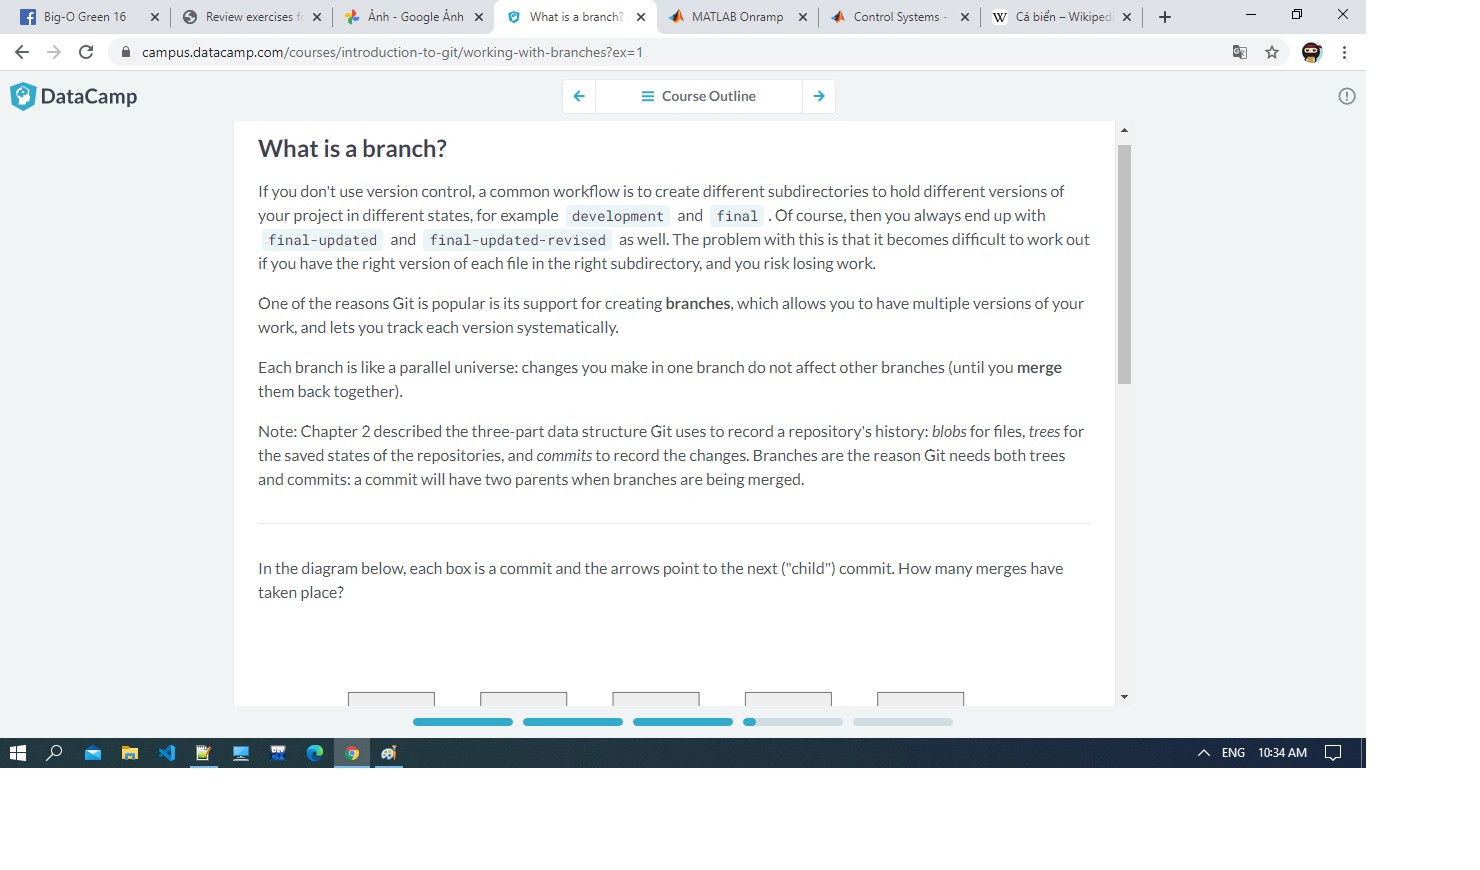 Big-O Green 16
Review exercises f
Ảnh - Google Ảnh
What is a branch?
MATLAB Onramp
Control Systems -
W Cá biển – Wikiped
campus.datacamp.com/courses/introduction-to-git/working-with-branches?ex=1
DataCamp
Course Outline
What is a branch?
If you don't use version control, a common workflow is to create different subdirectories to hold different versions of
your project in different states, for example development and final . Of course, then you always end up with
final-updated and final-updated-revised as well. The problem with this is that it becomes difficult to work out
if you have the right version of each file in the right subdirectory, and you risk losing work.
One of the reasons Git is popular is its support for creating branches, which allows you to have multiple versions of your
work, and lets you track each version systematically.
Each branch is like a parallel universe: changes you make in one branch do not affect other branches (until you merge
them back together).
Note: Chapter 2 described the three-part data structure Git uses to record a repository's history: blobs for files, trees for
the saved states of the repositories, and commits to record the changes. Branches are the reason Git needs both trees
and commits: a commit will have two parents when branches are being merged.
In the diagram below, each box is a commit and the arrows point to the next ("child") commit. How many merges have
taken place?
DEV
ENG
10:34 AM